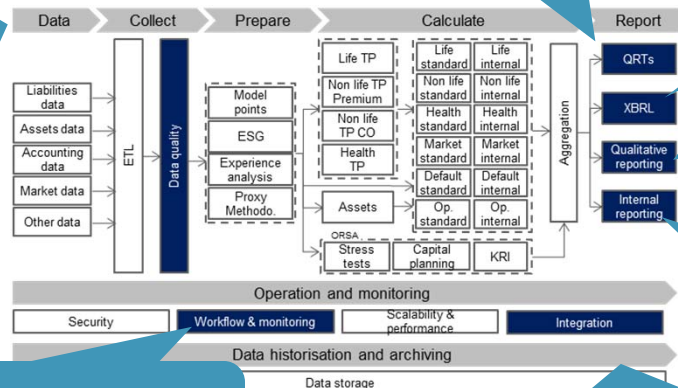 Data
Collect
Prepare
Calculate
Report
Liabilities
data
Assets data
Accounting
data
Market data
Other data
ETL
Data quality
Model
points
ESG
Experience
analysis
Proxy
Methodo.
Life TP
Non life TP
Premium
Non life
TP CO
Health
TP
Assets
Life
standard
Life
internal
Non life
standard
Non life
internal
Health
standard
Health
internal
Market
standard
Market
internal
Default
standard
Default
internal
Op.
standard
Op.
internal
ORSA
Stress
tests
Capital
planning
KRI
Aggregation
QRTs
XBRL
Qualitative
reporting
Internal
reporting
Operation and monitoring
Security
Workflow & monitoring
Scalability &
performance
Integration
Data historisation and archiving
Data storage